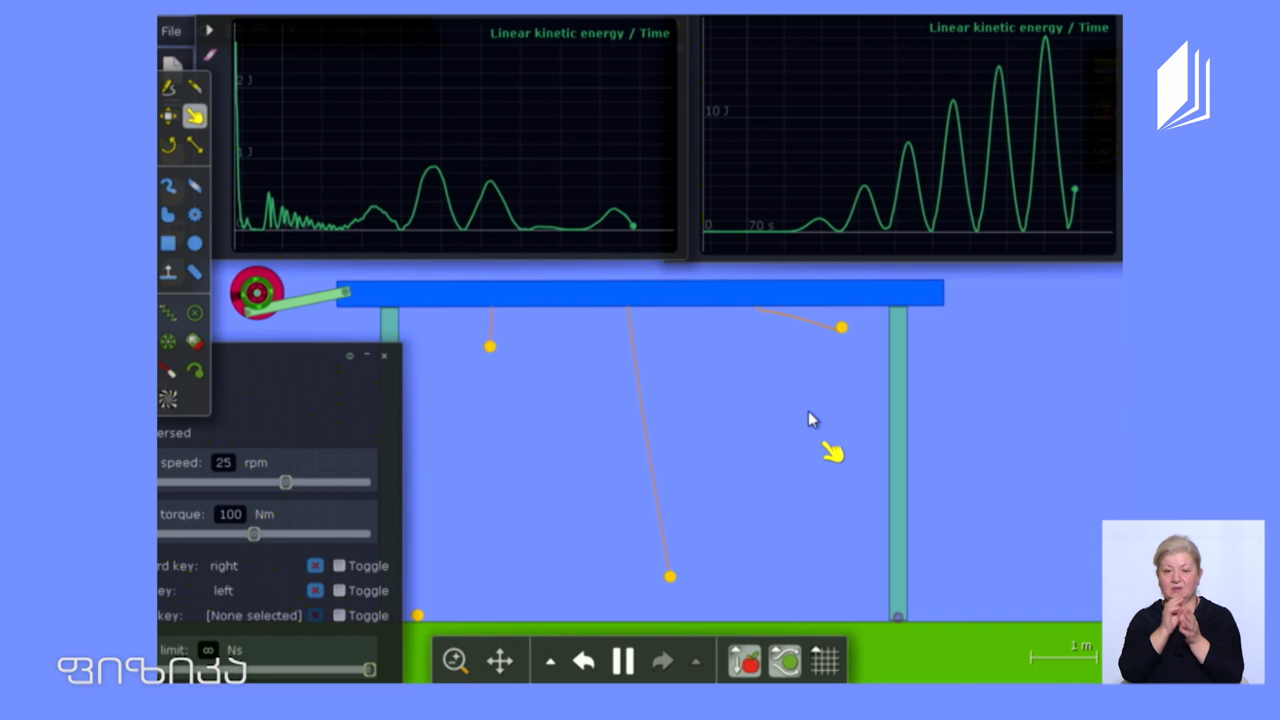 File
Linear kinetic energy / Time
2 J
1 J
Linear kinetic energy / Time
10 J
0
70 s
ersed
speed: 25 rpm
torque: 100 Nm
rd key: right Toggle
ey: left Toggle
key: [None selected] Toggle
limit: ∞ Ns
1 m
ფიზიკა